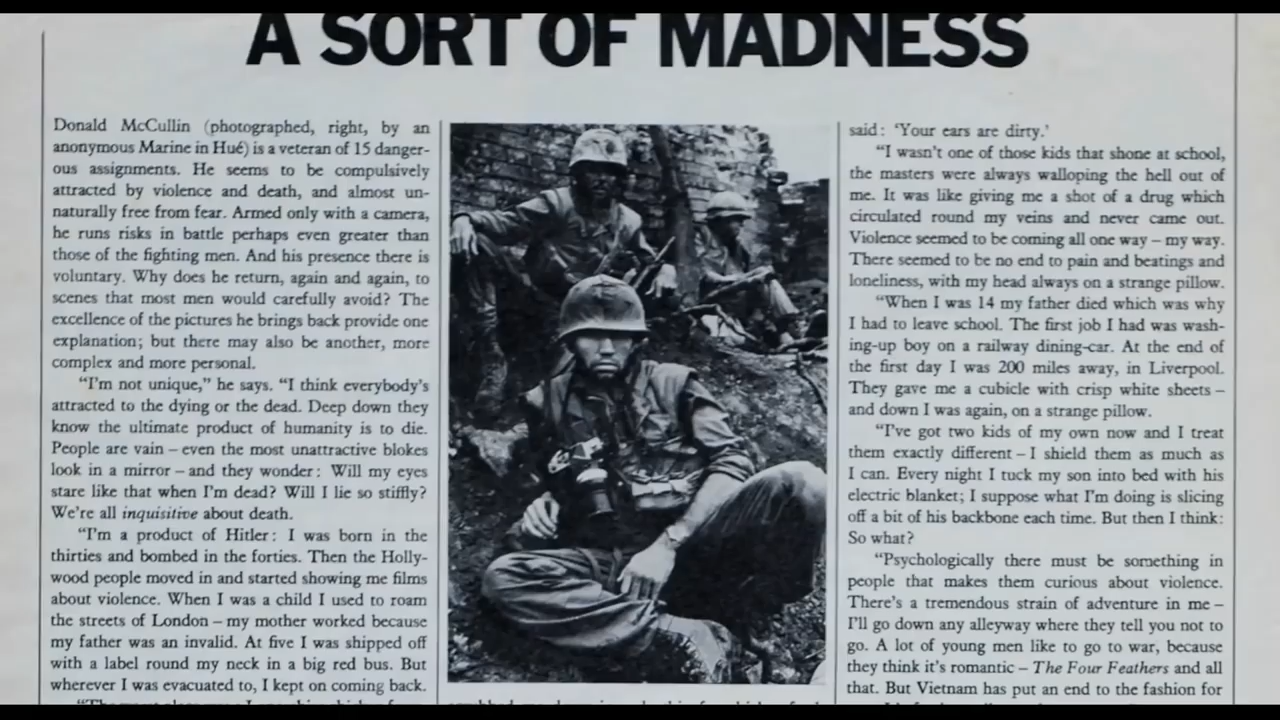 A SORT OF MADNESS
Donald McCullin (photographed, right, by an
anonymous Marine in Hué) is a veteran of 15 danger-
ous assignments. He seems to be compulsively
attracted by violence and death, and almost un-
naturally free from fear. Armed only with a camera,
he runs risks in battle perhaps even greater than
those of the fighting men. And his presence there is
voluntary. Why does he return, again and again, to
scenes that most men would carefully avoid? The
excellence of the pictures he brings back provide one
explanation; but there may also be another, more
complex and more personal.
“I'm not unique,” he says. “I think everybody's
attracted to the dying or the dead. Deep down they
know the ultimate product of humanity is to die.
People are vain – even the most unattractive blokes
look in a mirror – and they wonder: Will my eyes
stare like that when I'm dead? Will I lie so stiffly?
We're all inquisitive about death.
“I'm a product of Hitler: I was born in the
thirties and bombed in the forties. Then the Holly-
wood people moved in and started showing me films
about violence. When I was a child I used to roam
the streets of London – my mother worked because
my father was an invalid. At five I was shipped off
with a label round my neck in a big red bus. But
wherever I was evacuated to, I kept on coming back.
said: ‘Your ears are dirty.’
“I wasn't one of those kids that shone at school,
the masters were always walloping the hell out of
me. It was like giving me a shot of a drug which
circulated round my veins and never came out.
Violence seemed to be coming all one way – my way.
There seemed to be no end to pain and beatings and
loneliness, with my head always on a strange pillow.
“When I was 14 my father died which was why
I had to leave school. The first job I had was wash-
ing-up boy on a railway dining-car. At the end of
the first day I was 200 miles away, in Liverpool.
They gave me a cubicle with crisp white sheets –
and down I was again, on a strange pillow.
“I've got two kids of my own now and I treat
them exactly different – I shield them as much as
I can. Every night I tuck my son into bed with his
electric blanket; I suppose what I'm doing is slicing
off a bit of his backbone each time. But then I think:
So what?
“Psychologically there must be something in
people that makes them curious about violence.
There's a tremendous strain of adventure in me –
I'll go down any alleyway where they tell you not to
go. A lot of young men like to go to war, because
they think it's romantic – The Four Feathers and all
that. But Vietnam has put an end to the fashion for